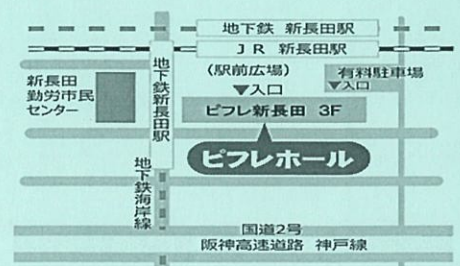 地下鉄 新長田駅
JR 新長田駅
新長田
勤労市民
センター
地下鉄新長田駅
(駅前広場)
▼入口
有料駐車場
▼入口
ピフレ新長田 3F
ピフレホール
地下鉄海岸線
国道2号
阪神高速道路 神戸線